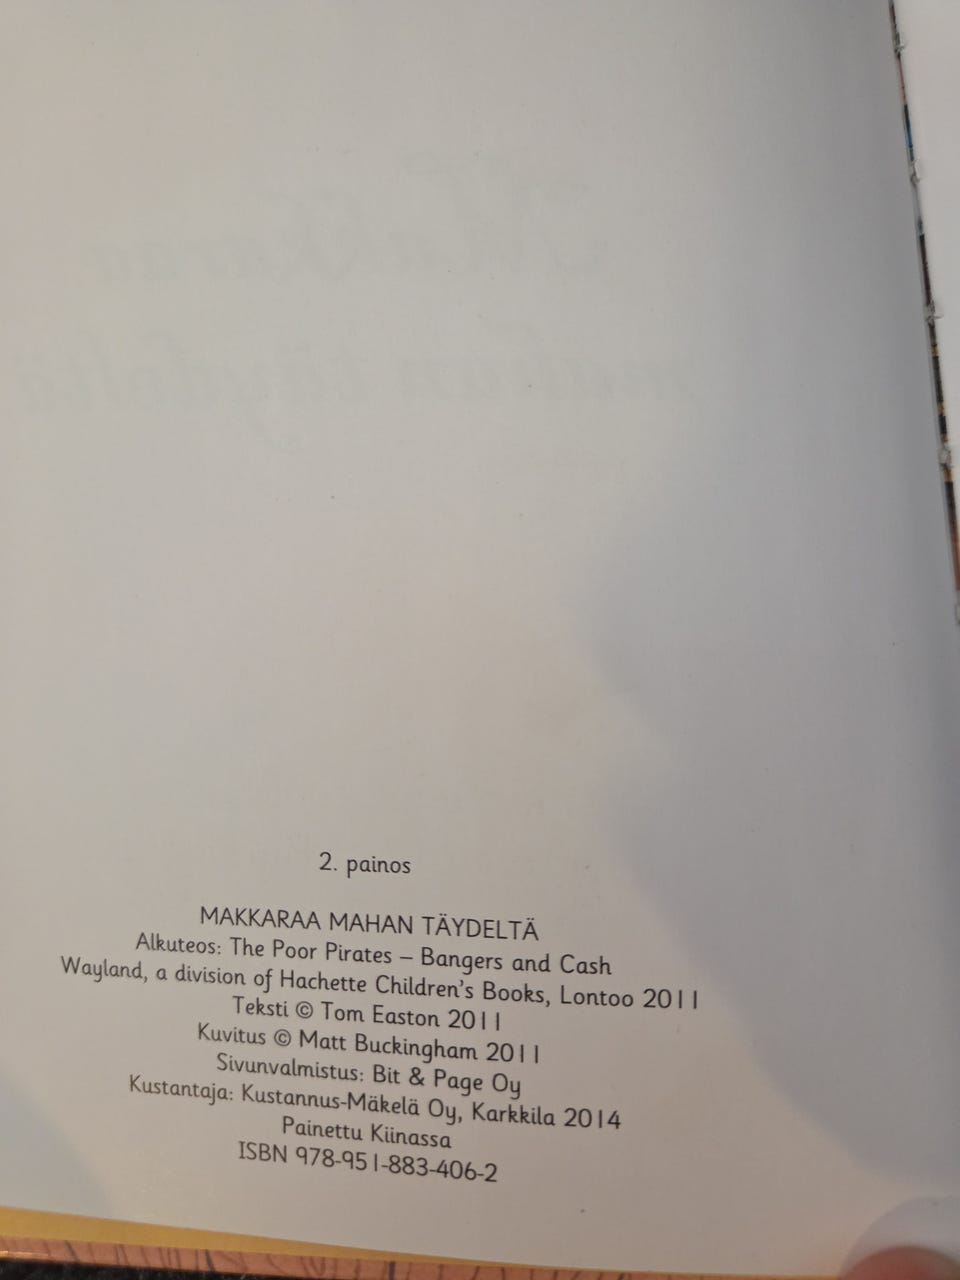 2. painos
MAKKARAA MAHAN TÄYDELTÄ
Alkuteos: The Poor Pirates – Bangers and Cash
Wayland, a division of Hachette Children's Books, Lontoo 2011
Teksti © Tom Easton 2011
Kuvitus © Matt Buckingham 2011
Sivunvalmistus: Bit & Page Oy
Kustantaja: Kustannus-Mäkelä Oy, Karkkila 2014
Painettu Kiinassa
ISBN 978-951-883-406-2